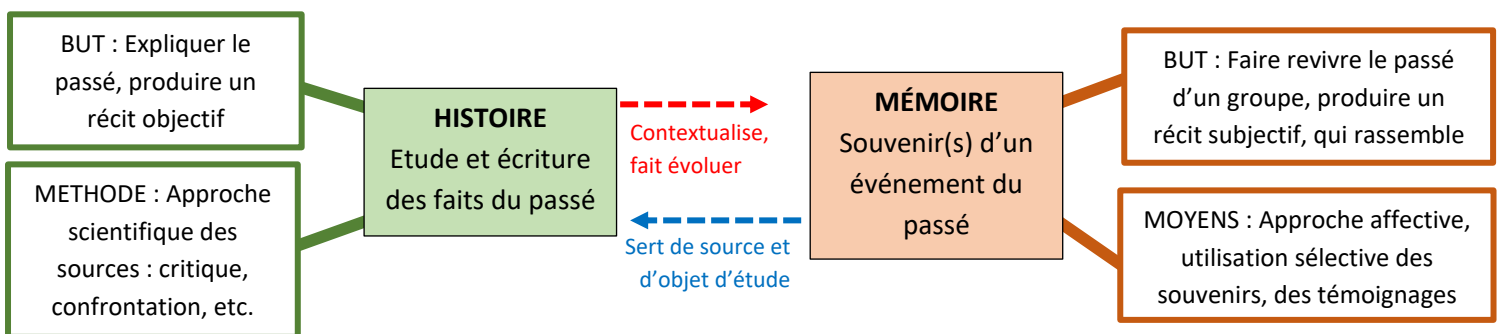 BUT : Expliquer le
passé, produire un
récit objectif
METHODE : Approche
scientifique des
sources : critique,
confrontation, etc.
HISTOIRE
Etude et écriture
des faits du passé
Contextualise,
fait évoluer
Sert de source et
d’objet d’étude
MÉMOIRE
Souvenir(s) d’un
événement du
passé
BUT : Faire revivre le passé
d’un groupe, produire un
récit subjectif, qui rassemble
MOYENS : Approche affective,
utilisation sélective des
souvenirs, des témoignages